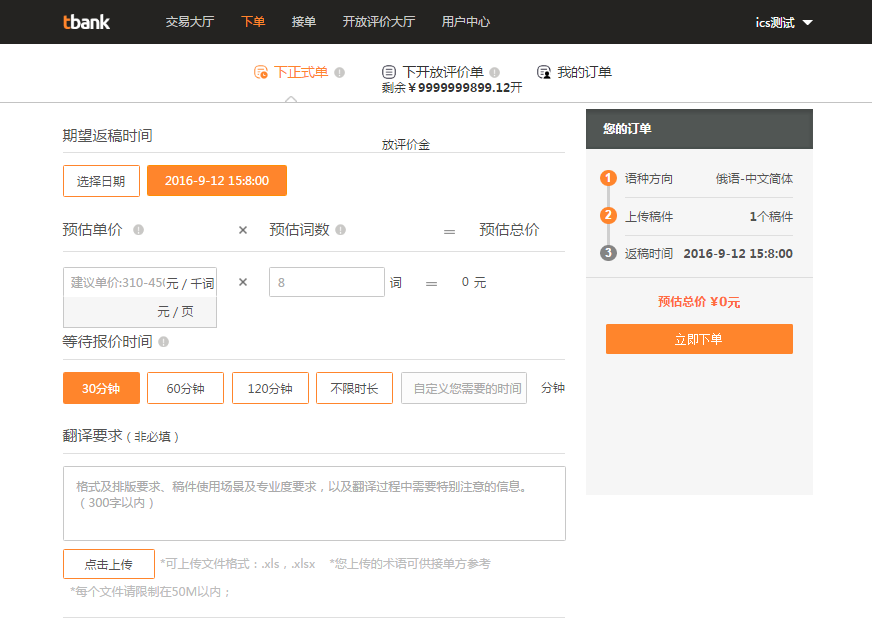 tbank 交易大厅 下单 接单 开放评价大厅 用户中心 ics测试
下正式单 下开放评价单 我的订单
剩余￥9999999899.12开
放评价金
期望返稿时间
选择日期 2016-9-12 15:8:00
预估单价 × 预估词数 = 预估总价
建议单价:310-450 元 / 千词 × 8 词 = 0 元
元 / 页
等待报价时间
30分钟 60分钟 120分钟 不限时长 自定义您需要的时间 分钟
翻译要求 ( 非必填 )
格式及排版要求、稿件使用场景及专业度要求，以及翻译过程中需要特别注意的信息。
（300字以内）
点击上传 *可上传文件格式：.xls，.xlsx *您上传的术语可供接单方参考
*每个文件请限制在50M以内；
您的订单
1 语种方向 俄语-中文简体
2 上传稿件 1个稿件
3 返稿时间 2016-9-12 15:8:00
预估总价 ¥0元
立即下单